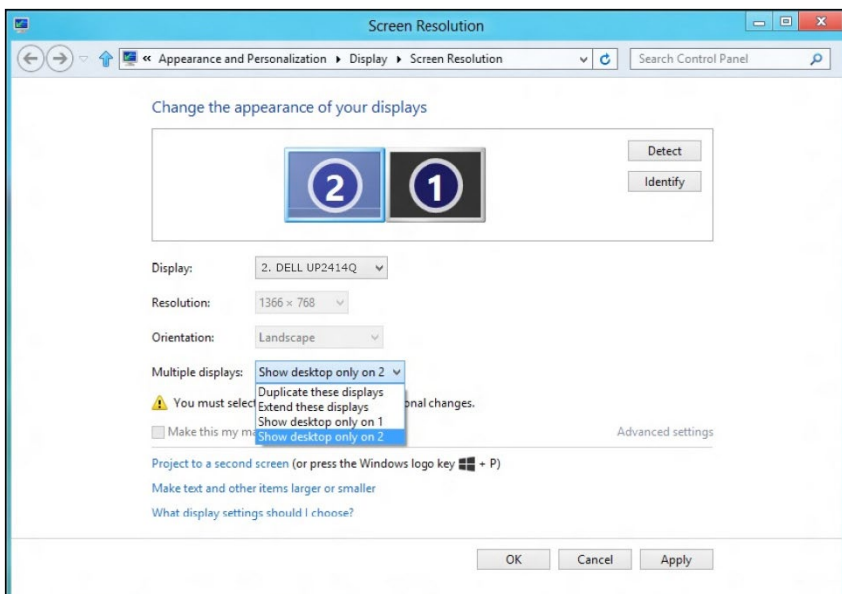 Screen Resolution
« Appearance and Personalization ▸ Display ▸ Screen Resolution
Search Control Panel
Change the appearance of your displays
2
1
Detect
Identify
Display: 2. DELL UP2414Q
Resolution: 1366 × 768
Orientation: Landscape
Multiple displays: Show desktop only on 2
Duplicate these displays
You must selec
Extend these displays
onal changes.
Show desktop only on 1
Make this my m
Show desktop only on 2
Advanced settings
Project to a second screen (or press the Windows logo key + P)
Make text and other items larger or smaller
What display settings should I choose?
OK Cancel Apply